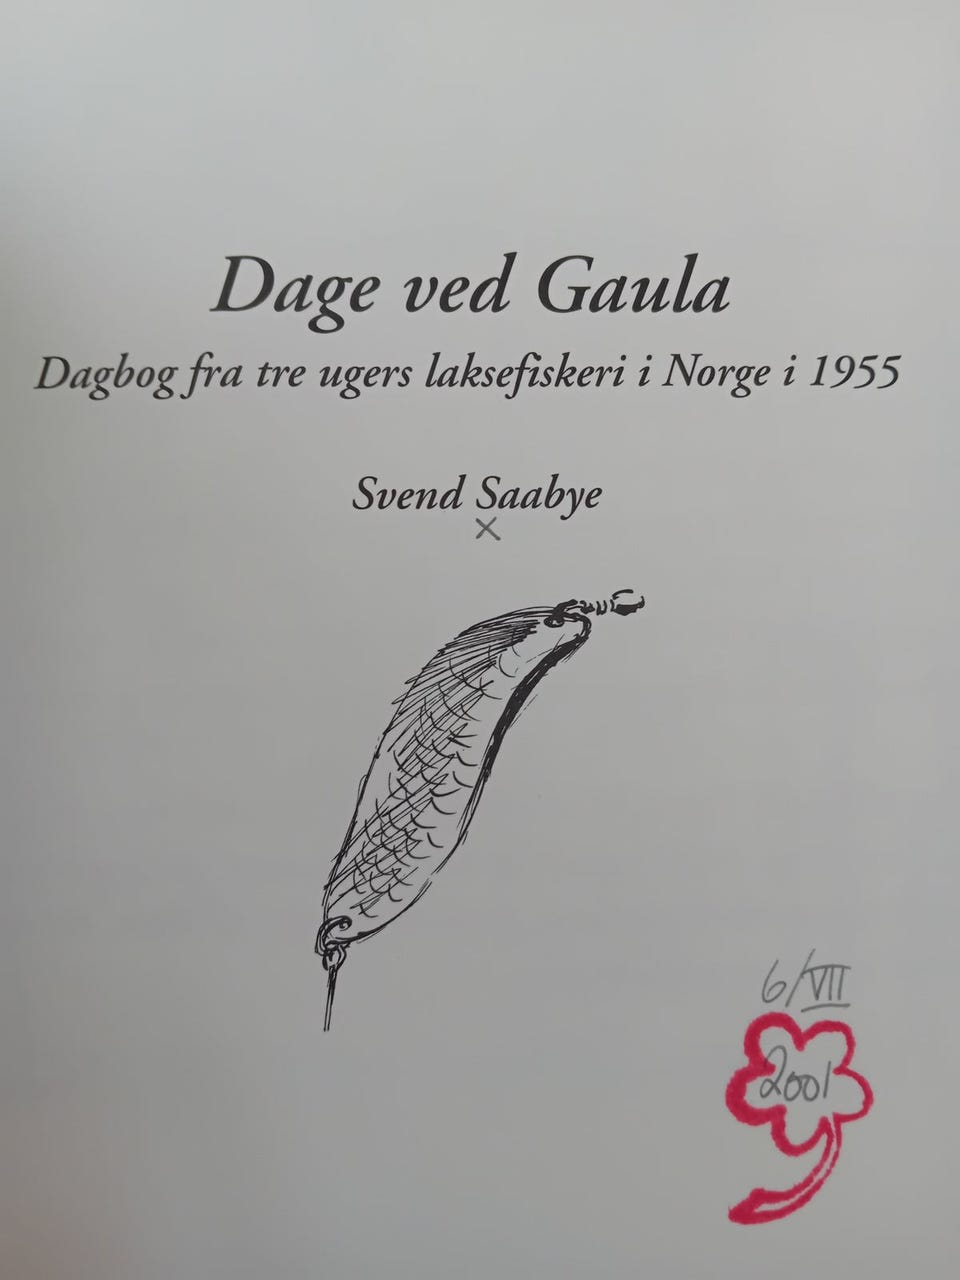 Dage ved Gaula
Dagbog fra tre ugers laksefiskeri i Norge i 1955
Svend Saabye
x
6/VII
2001